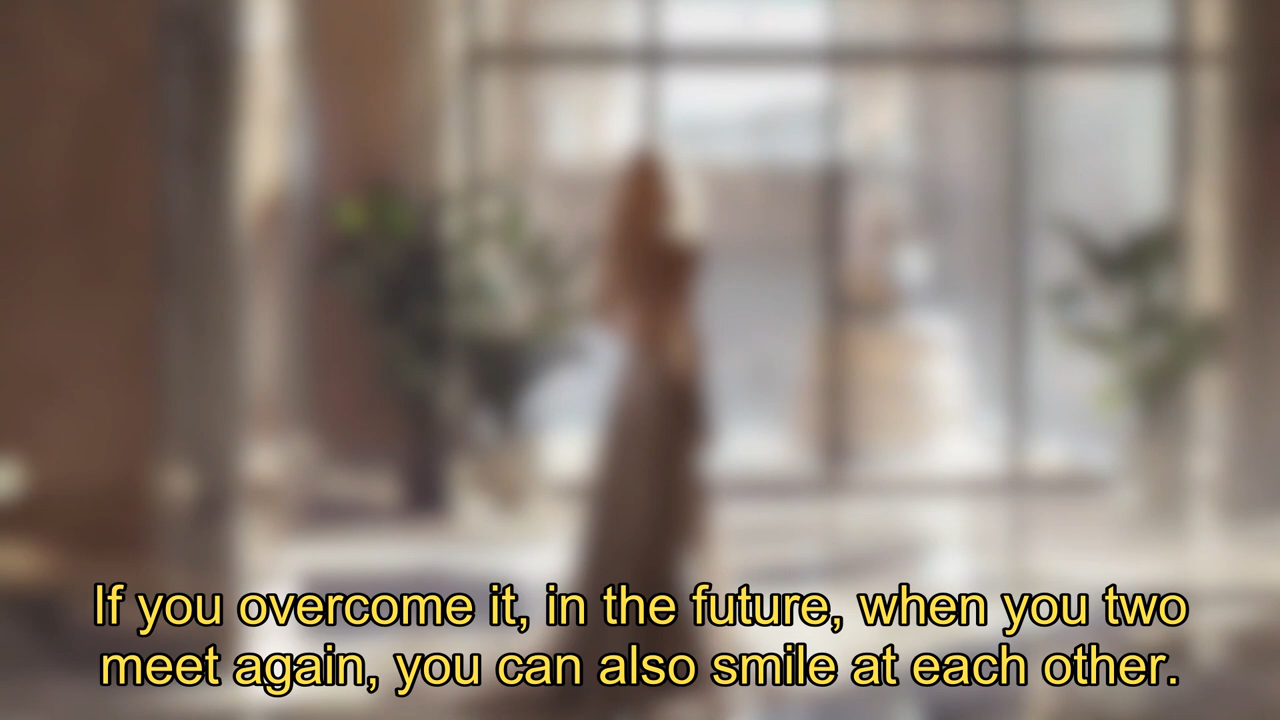 If you overcome it, in the future, when you two
meet again, you can also smile at each other.